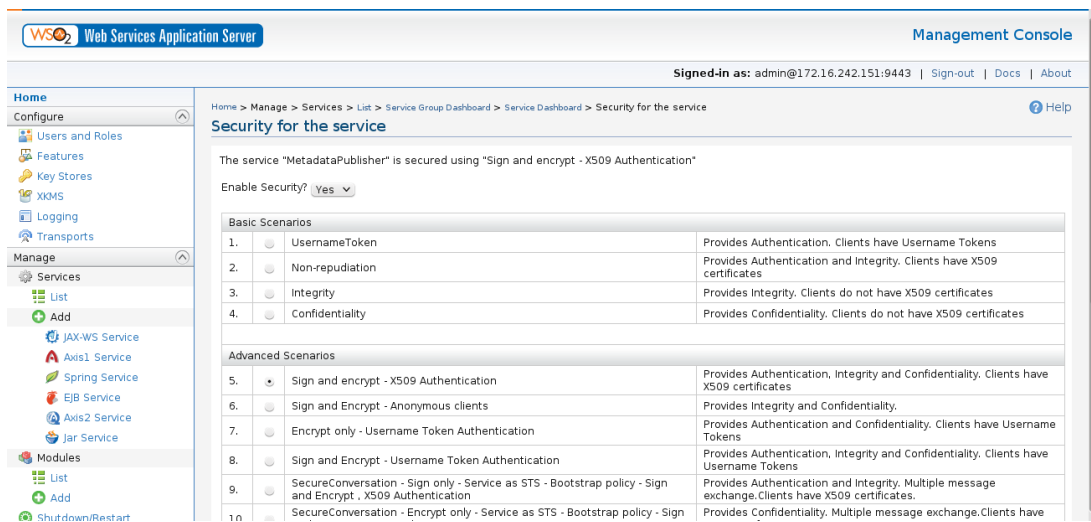 WSO2 Web Services Application Server
Management Console
Signed-in as: admin@172.16.242.151:9443 | Sign-out | Docs | About
Home
Configure
Users and Roles
Features
Key Stores
XKMS
Logging
Transports
Manage
Services
List
Add
JAX-WS Service
Axis1 Service
Spring Service
EJB Service
Axis2 Service
Jar Service
Modules
List
Add
Shutdown/Restart
Home > Manage > Services > List > Service Group Dashboard > Service Dashboard > Security for the service
Help
Security for the service
The service "MetadataPublisher" is secured using "Sign and encrypt - X509 Authentication"
Enable Security? Yes
Basic Scenarios
1. UsernameToken Provides Authentication. Clients have Username Tokens
2. Non-repudiation Provides Authentication and Integrity. Clients have X509
certificates
3. Integrity Provides Integrity. Clients do not have X509 certificates
4. Confidentiality Provides Confidentiality. Clients do not have X509 certificates
Advanced Scenarios
5. Sign and encrypt - X509 Authentication Provides Authentication, Integrity and Confidentiality. Clients have
X509 certificates
6. Sign and Encrypt - Anonymous clients Provides Integrity and Confidentiality.
7. Encrypt only - Username Token Authentication Provides Authentication and Confidentiality. Clients have Username
Tokens
8. Sign and Encrypt - Username Token Authentication Provides Authentication, Integrity and Confidentiality. Clients have
Username Tokens
9. SecureConversation - Sign only - Service as STS - Bootstrap policy - Sign
and Encrypt , X509 Authentication
Provides Authentication and Integrity. Multiple message
exchange.Clients have X509 certificates.
10. SecureConversation - Encrypt only - Service as STS - Bootstrap policy - Sign
Provides Confidentiality. Multiple message exchange.Clients have